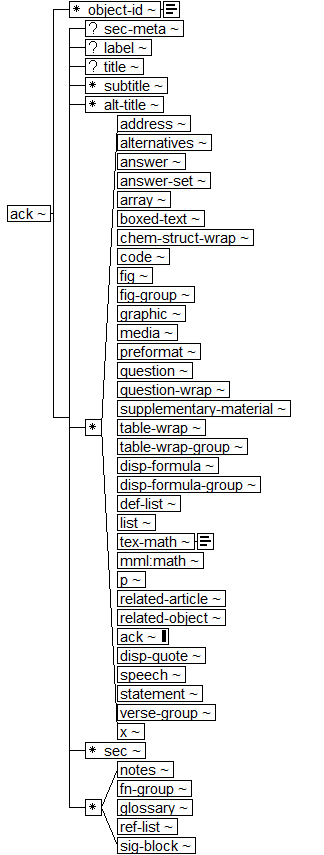 * object-id ~
? sec-meta ~
? label ~
? title ~
* subtitle ~
* alt-title ~
address ~
alternatives ~
answer ~
answer-set ~
array ~
ack ~
boxed-text ~
chem-struct-wrap ~
code ~
fig ~
fig-group ~
graphic ~
media ~
preformat ~
question ~
question-wrap ~
supplementary-material ~
* table-wrap ~
table-wrap-group ~
disp-formula ~
disp-formula-group ~
def-list ~
list ~
tex-math ~
mml:math ~
p ~
related-article ~
related-object ~
ack ~
disp-quote ~
speech ~
statement ~
verse-group ~
x ~
* sec ~
notes ~
fn-group ~
* glossary ~
ref-list ~
sig-block ~